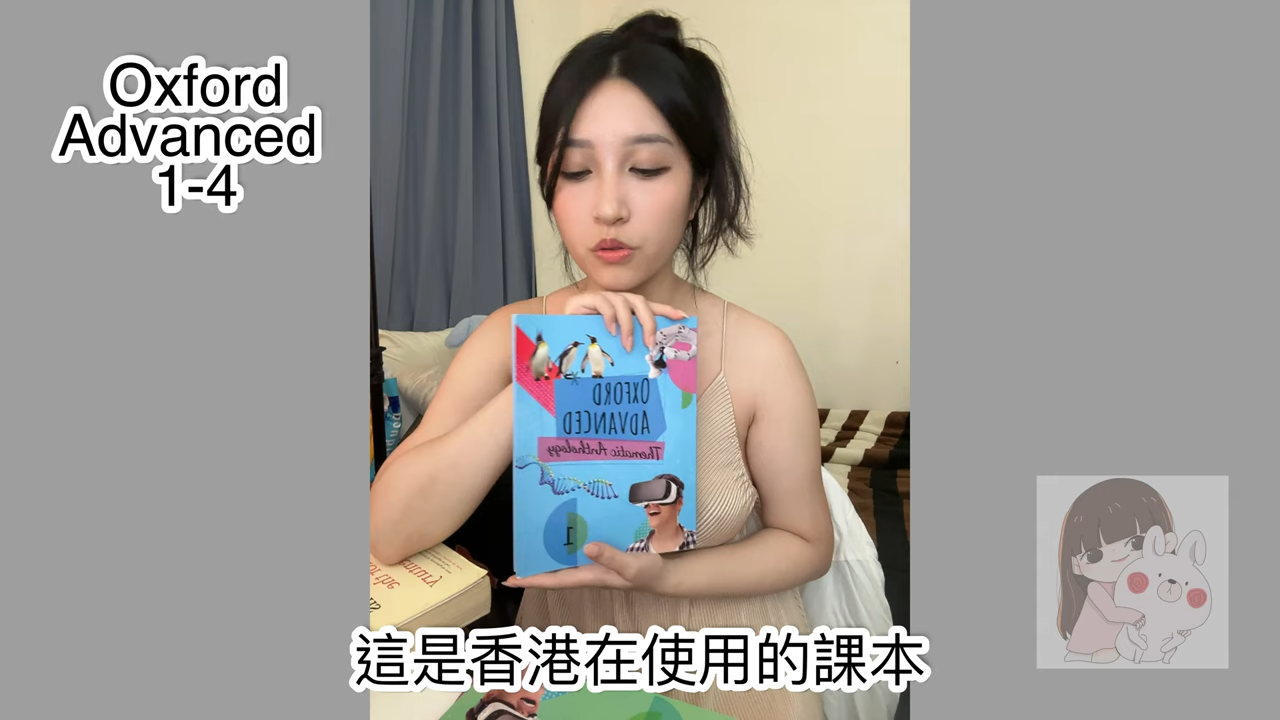 Oxford
Advanced
1-4
OXFORD
ADVANCED
Thematic Anthology
1
這是香港在使用的課本